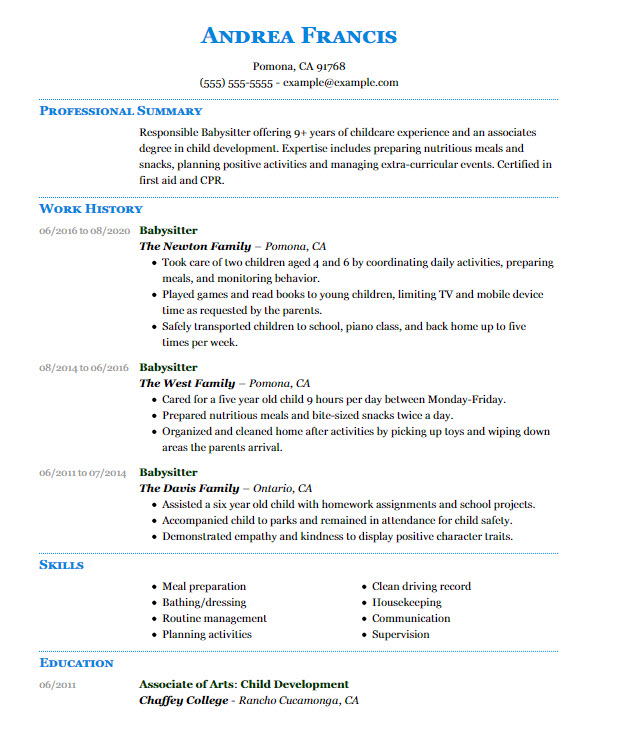 Andrea Francis
Pomona, CA 91768
(555) 555-5555 - example@example.com
Professional Summary
Responsible Babysitter offering 9+ years of childcare experience and an associates
degree in child development. Expertise includes preparing nutritious meals and
snacks, planning positive activities and managing extra-curricular events. Certified in
first aid and CPR.
Work History
06/2016 to 08/2020 Babysitter
The Newton Family – Pomona, CA
• Took care of two children aged 4 and 6 by coordinating daily activities, preparing
meals, and monitoring behavior.
• Played games and read books to young children, limiting TV and mobile device
time as requested by the parents.
• Safely transported children to school, piano class, and back home up to five
times per week.
08/2014 to 06/2016 Babysitter
The West Family – Pomona, CA
• Cared for a five year old child 9 hours per day between Monday-Friday.
• Prepared nutritious meals and bite-sized snacks twice a day.
• Organized and cleaned home after activities by picking up toys and wiping down
areas the parents arrival.
06/2011 to 07/2014 Babysitter
The Davis Family – Ontario, CA
• Assisted a six year old child with homework assignments and school projects.
• Accompanied child to parks and remained in attendance for child safety.
• Demonstrated empathy and kindness to display positive character traits.
Skills
• Meal preparation
• Bathing/dressing
• Routine management
• Planning activities
• Clean driving record
• Housekeeping
• Communication
• Supervision
Education
06/2011 Associate of Arts: Child Development
Chaffey College - Rancho Cucamonga, CA